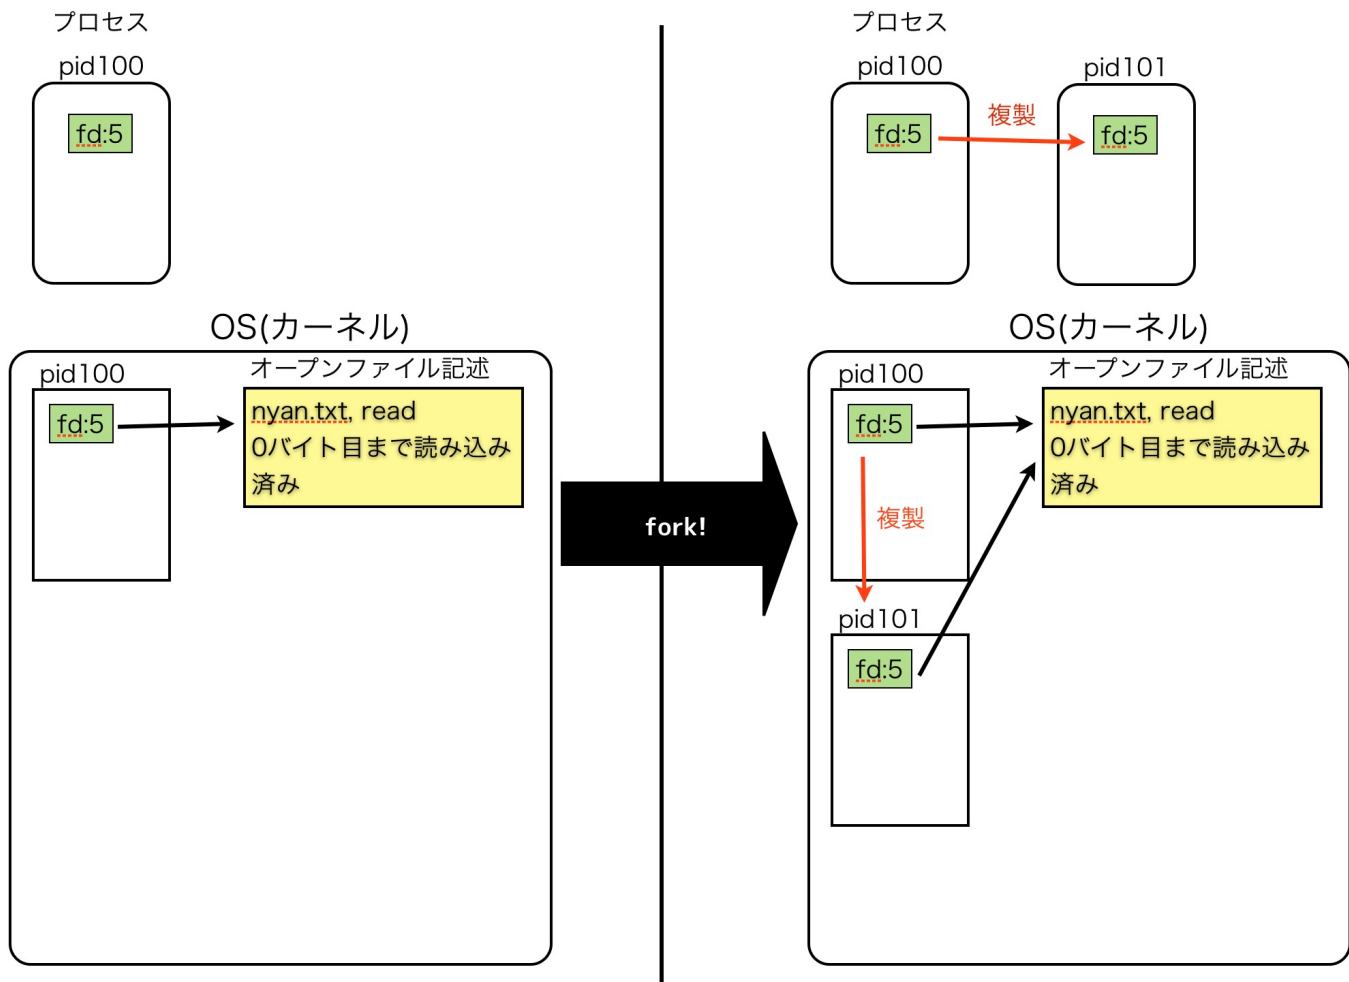 プロセス
pid100
fd:5
OS(カーネル)
pid100
オープンファイル記述
fd:5
nyan.txt, read
0バイト目まで読み込み
済み
fork!
プロセス
pid100
pid101
fd:5
複製
fd:5
OS(カーネル)
pid100
オープンファイル記述
fd:5
nyan.txt, read
0バイト目まで読み込み
済み
複製
pid101
fd:5